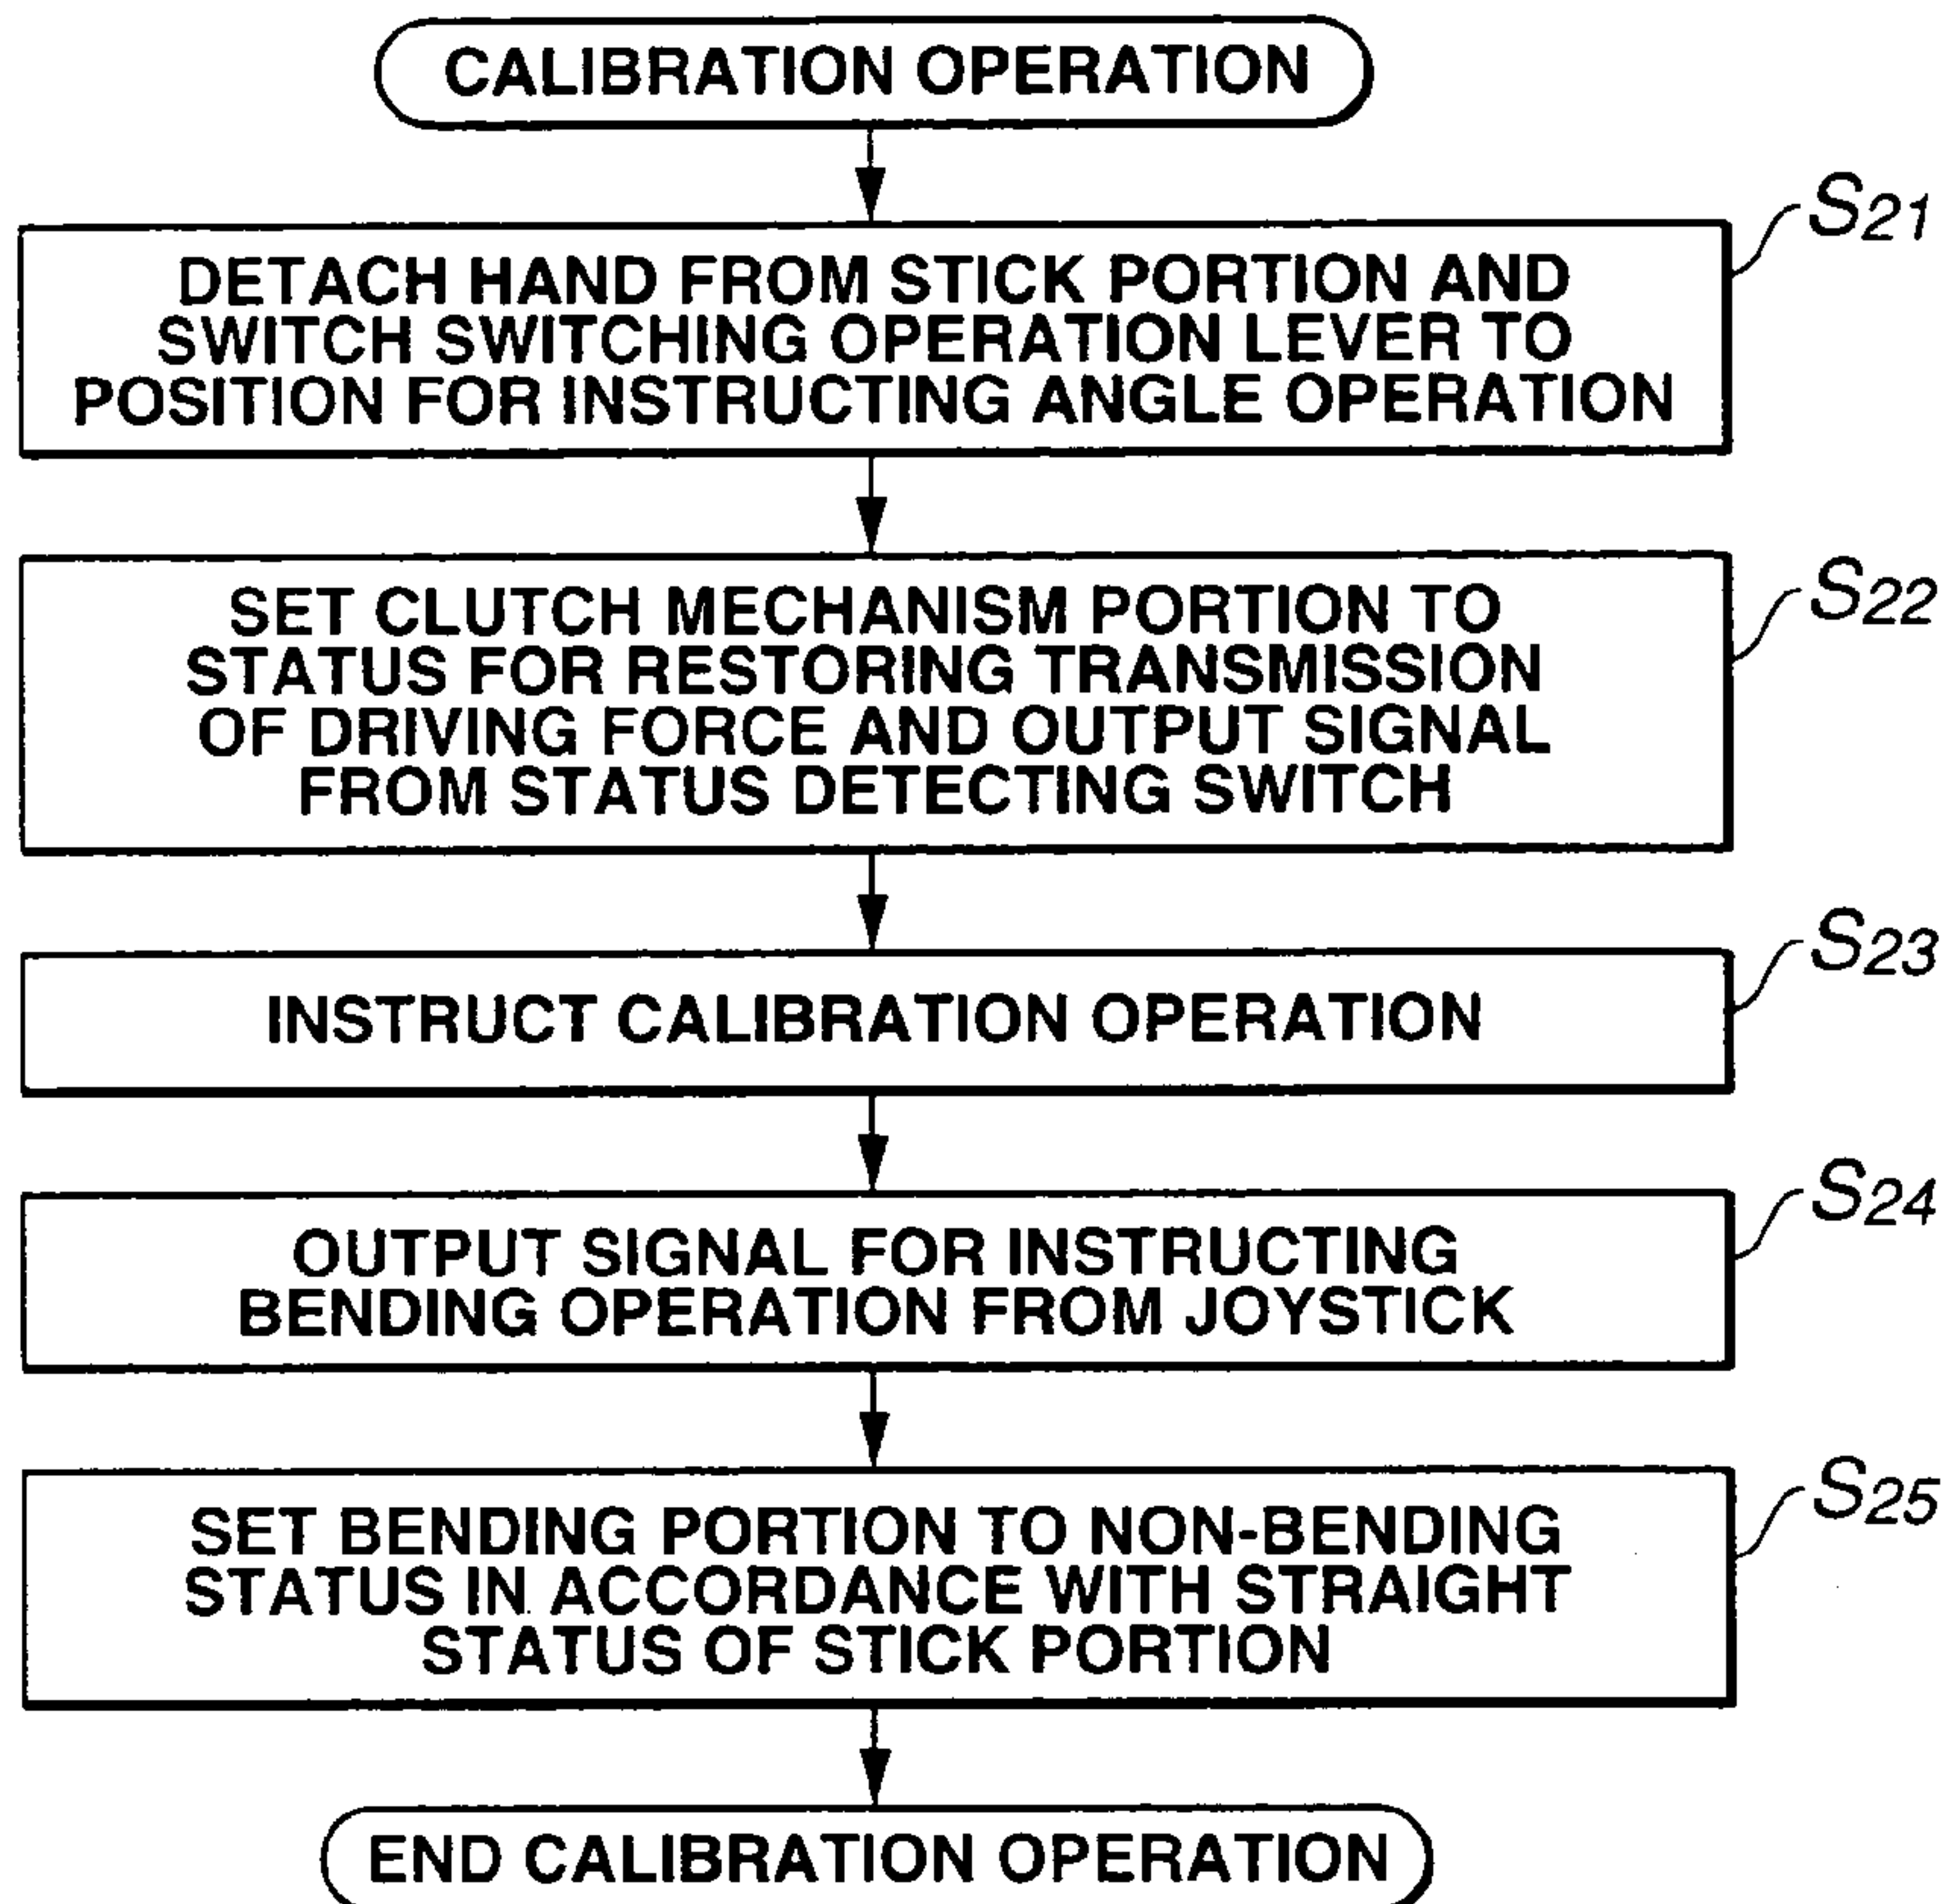 CALIBRATION OPERATION
S21
DETACH HAND FROM STICK PORTION AND
SWITCH SWITCHING OPERATION LEVER TO
POSITION FOR INSTRUCTING ANGLE OPERATION
S22
SET CLUTCH MECHANISM PORTION TO
STATUS FOR RESTORING TRANSMISSION
OF DRIVING FORCE AND OUTPUT SIGNAL
FROM STATUS DETECTING SWITCH
S23
INSTRUCT CALIBRATION OPERATION
S24
OUTPUT SIGNAL FOR INSTRUCTING
BENDING OPERATION FROM JOYSTICK
S25
SET BENDING PORTION TO NON-BENDING
STATUS IN ACCORDANCE WITH STRAIGHT
STATUS OF STICK PORTION
END CALIBRATION OPERATION